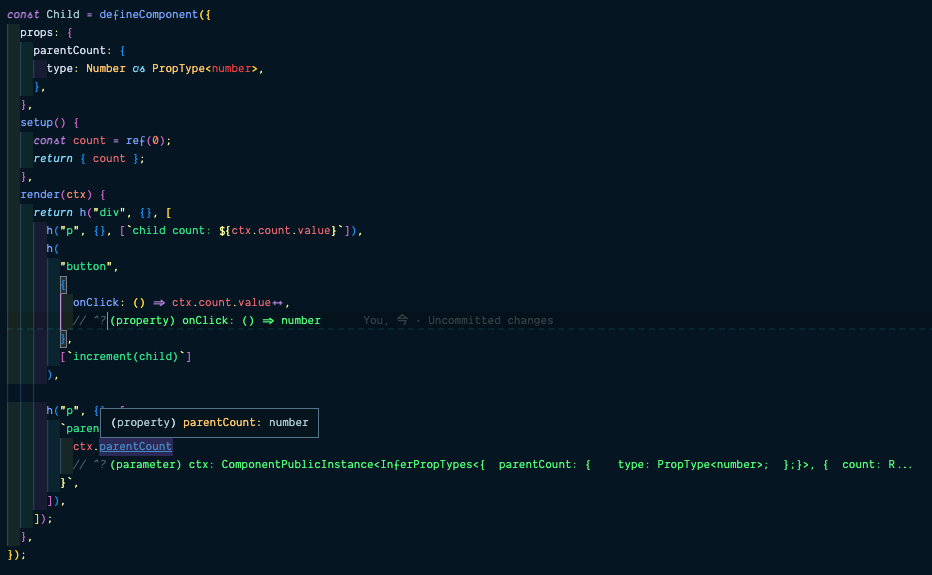 const Child = defineComponent({
props: {
parentCount: {
type: Number as PropType<number>,
},
},
setup() {
const count = ref(0);
return { count };
},
render(ctx) {
return h("div", {}, [
h("p", {}, [`child count: ${ctx.count.value}`]),
h(
"button",
{
onClick: () => ctx.count.value++,
// ^? (property) onClick: () => number You, 今 · Uncommitted changes
},
[`increment(child)`]
),
h("p", {}, [
(property) parentCount: number
`paren
ctx.parentCount
// ^? (parameter) ctx: ComponentPublicInstance<InferPropTypes<{ parentCount: { type: PropType<number>; };}>, { count: R...
}`,
]),
]);
},
});